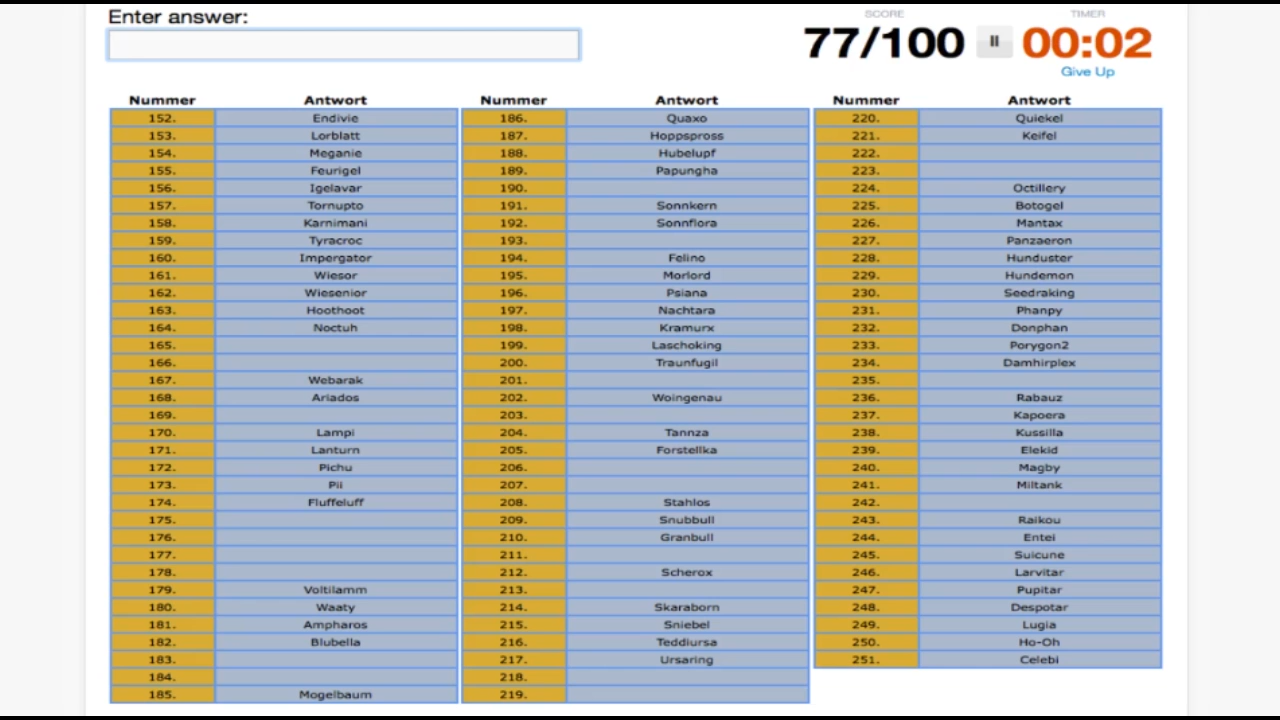 Enter answer:
SCORE
TIMER
77/100
00:02
Give Up
Nummer Antwort Nummer Antwort Nummer Antwort
152. Endivie 186. Quaxo 220. Quiekel
153. Lorblatt 187. Hoppspross 221. Keifel
154. Meganie 188. Hubelupf 222.
155. Feurigel 189. Papungha 223.
156. Igelavar 190. 224. Octillery
157. Tornupto 191. Sonnkern 225. Botogel
158. Karnimani 192. Sonnflora 226. Mantax
159. Tyracroc 193. 227. Panzaeron
160. Impergator 194. Felino 228. Hunduster
161. Wiesor 195. Morlord 229. Hundemon
162. Wiesenior 196. Psiana 230. Seedraking
163. Hoothoot 197. Nachtara 231. Phanpy
164. Noctuh 198. Kramurx 232. Donphan
165. 199. Laschoking 233. Porygon2
166. 200. Traunfugil 234. Damhirplex
167. Webarak 201. 235.
168. Ariados 202. Woingenau 236. Rabauz
169. 203. 237. Kapoera
170. Lampi 204. Tannza 238. Kussilla
171. Lanturn 205. Forstellka 239. Elekid
172. Pichu 206. 240. Magby
173. Pii 207. 241. Miltank
174. Fluffeluff 208. Stahlos 242.
175. 209. Snubbull 243. Raikou
176. 210. Granbull 244. Entei
177. 211. 245. Suicune
178. 212. Scherox 246. Larvitar
179. Voltilamm 213. 247. Pupitar
180. Waaty 214. Skaraborn 248. Despotar
181. Ampharos 215. Sniebel 249. Lugia
182. Blubella 216. Teddiursa 250. Ho-Oh
183. 217. Ursaring 251. Celebi
184. 218.
185. Mogelbaum 219.